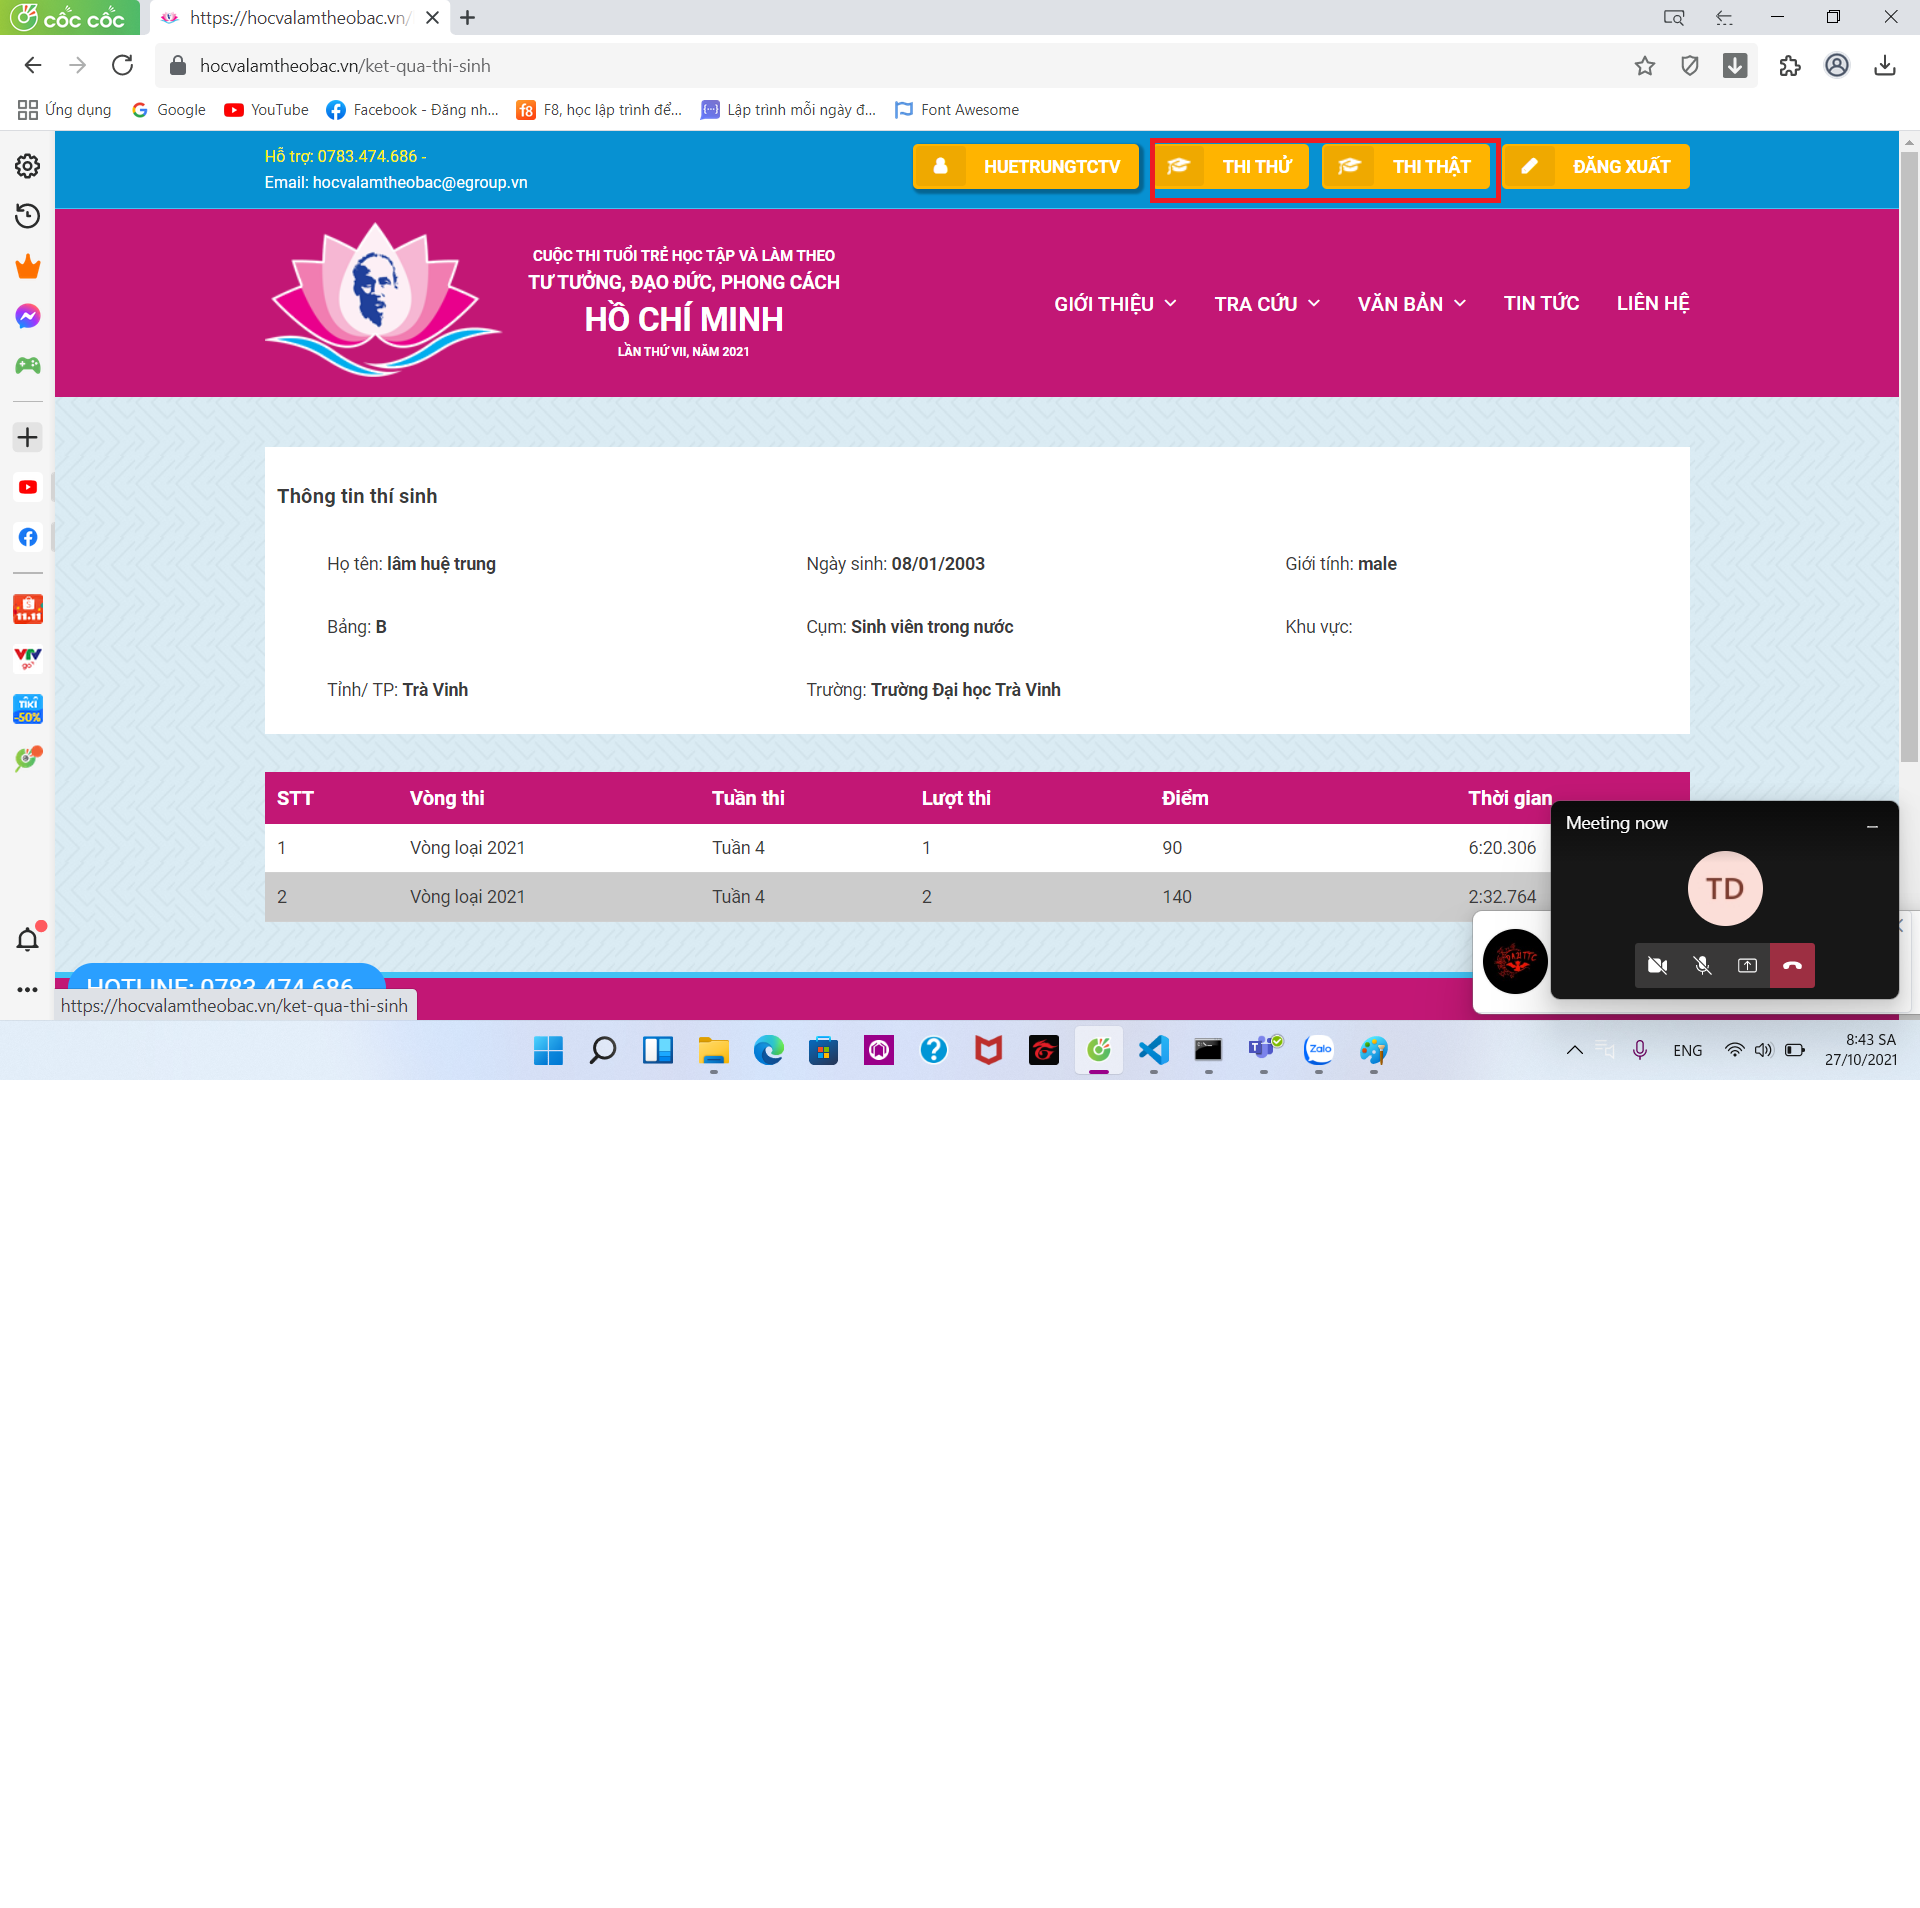 cốc cốc
https://hocvalamtheobac.vn/
hocvalamtheobac.vn/ket-qua-thi-sinh
Ứng dụng
Google
YouTube
Facebook - Đăng nh...
F8, học lập trình để...
Lập trình mỗi ngày đ...
Font Awesome
Hỗ trợ: 0783.474.686 -
Email: hocvalamtheobac@egroup.vn
HUETRUNGTCTV
THI THỬ
THI THẬT
ĐĂNG XUẤT
CUỘC THI TUỔI TRẺ HỌC TẬP VÀ LÀM THEO
TƯ TƯỞNG, ĐẠO ĐỨC, PHONG CÁCH
HỒ CHÍ MINH
LẦN THỨ VII, NĂM 2021
GIỚI THIỆU
TRA CỨU
VĂN BẢN
TIN TỨC
LIÊN HỆ
Thông tin thí sinh
Họ tên: lâm huệ trung
Ngày sinh: 08/01/2003
Giới tính: male
Bảng: B
Cụm: Sinh viên trong nước
Khu vực:
Tỉnh/ TP: Trà Vinh
Trường: Trường Đại học Trà Vinh
STT Vòng thi Tuần thi Lượt thi Điểm Thời gian
1 Vòng loại 2021 Tuần 4 1 90 6:20.306
2 Vòng loại 2021 Tuần 4 2 140 2:32.764
11.11
VTV
go
TIKI
-50%
Meeting now
TD
HOTLINE: 0783.474.686
https://hocvalamtheobac.vn/ket-qua-thi-sinh
Zalo
ENG
8:43 SA
27/10/2021